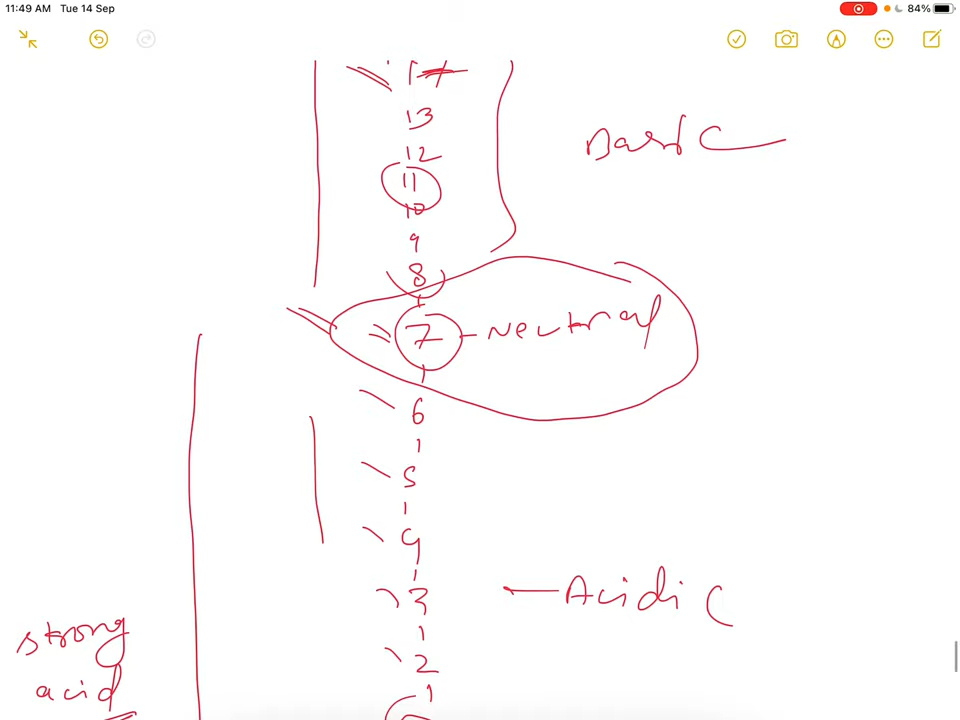 11:49 AM Tue 14 Sep 84%
14
13
12
Basic
11
10
9
8
7 - Neutral
6
5
4
3 - Acidic
strong
2
acid